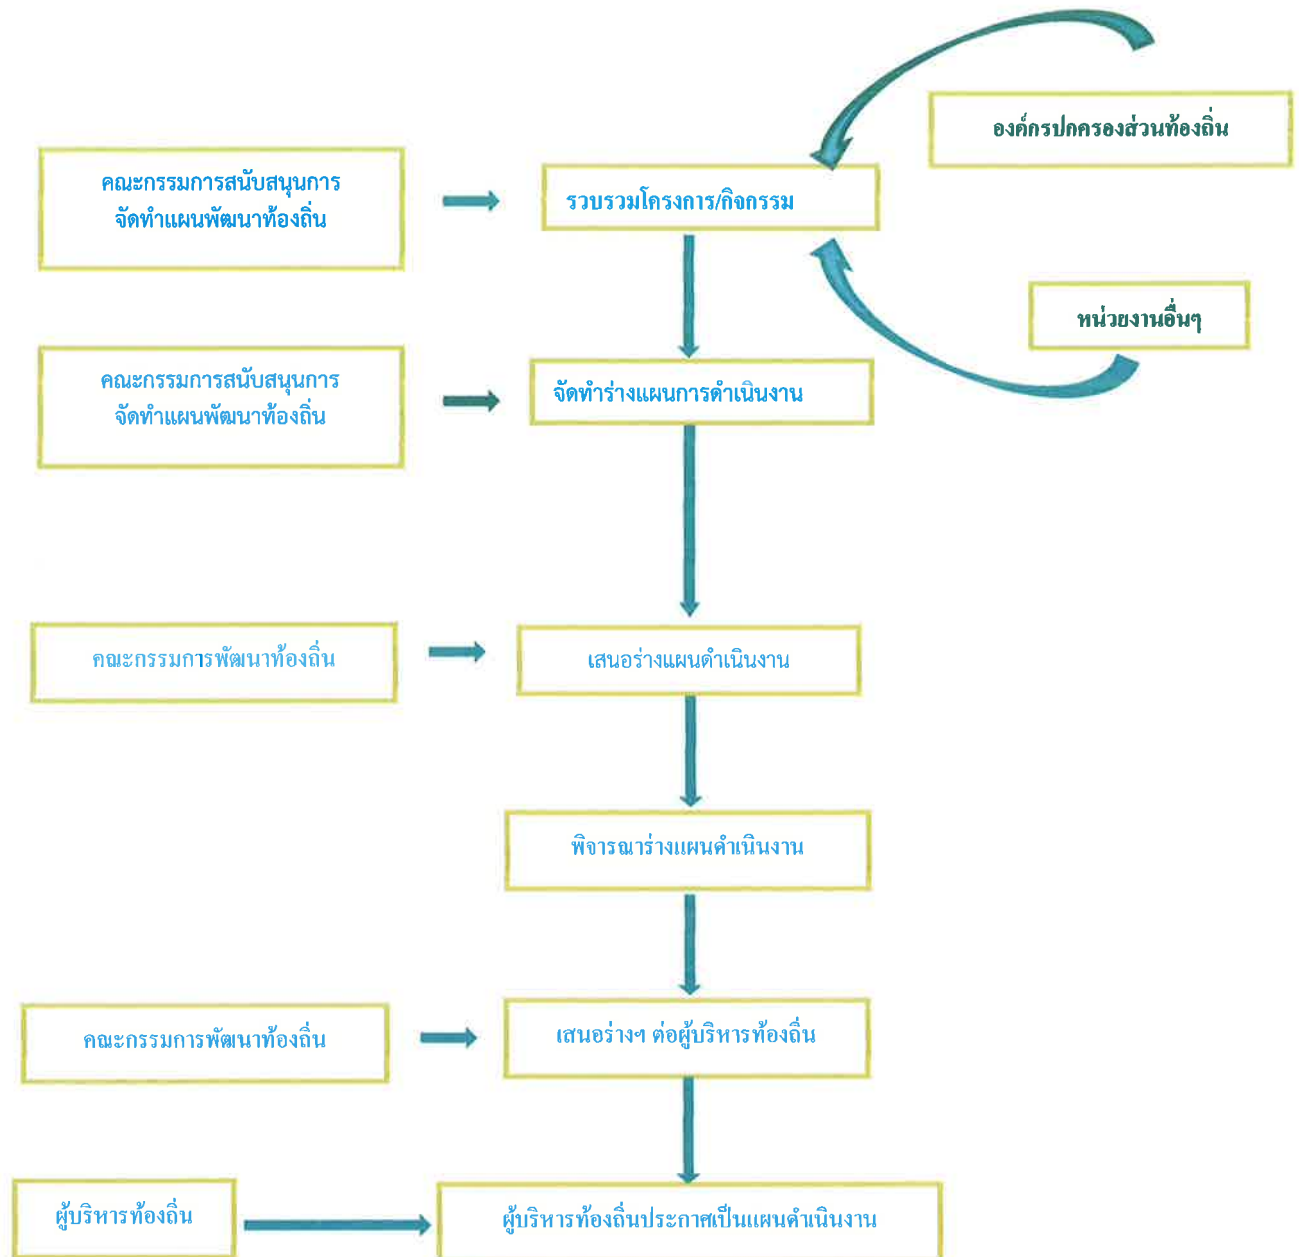 องค์กรปกครองส่วนท้องถิ่น
คณะกรรมการสนับสนุนการ
จัดทำแผนพัฒนาท้องถิ่น
รวบรวมโครงการ/กิจกรรม
หน่วยงานอื่นๆ
คณะกรรมการสนับสนุนการ
จัดทำแผนพัฒนาท้องถิ่น
จัดทำร่างแผนการดำเนินงาน
คณะกรรมการพัฒนาท้องถิ่น
เสนอร่างแผนดำเนินงาน
พิจารณาร่างแผนดำเนินงาน
คณะกรรมการพัฒนาท้องถิ่น
เสนอร่างฯ ต่อผู้บริหารท้องถิ่น
ผู้บริหารท้องถิ่น
ผู้บริหารท้องถิ่นประกาศเป็นแผนดำเนินงาน